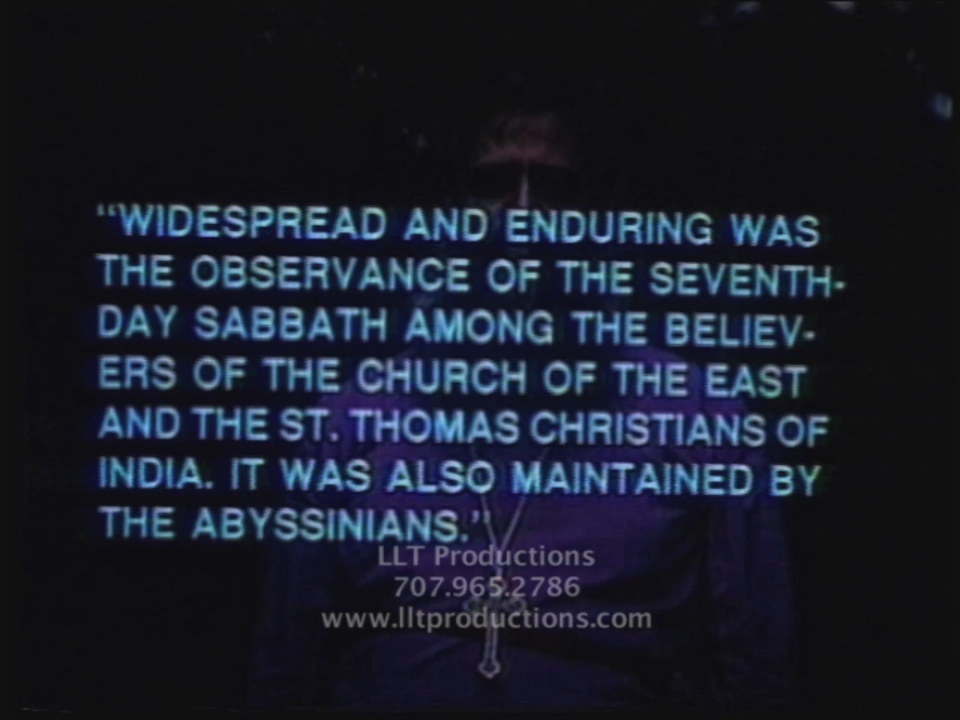 “WIDESPREAD AND ENDURING WAS
THE OBSERVANCE OF THE SEVENTH-
DAY SABBATH AMONG THE BELIEV-
ERS OF THE CHURCH OF THE EAST
AND THE ST. THOMAS CHRISTIANS OF
INDIA. IT WAS ALSO MAINTAINED BY
THE ABYSSINIANS.”
LLT Productions
707.965.2786
www.lltproductions.com